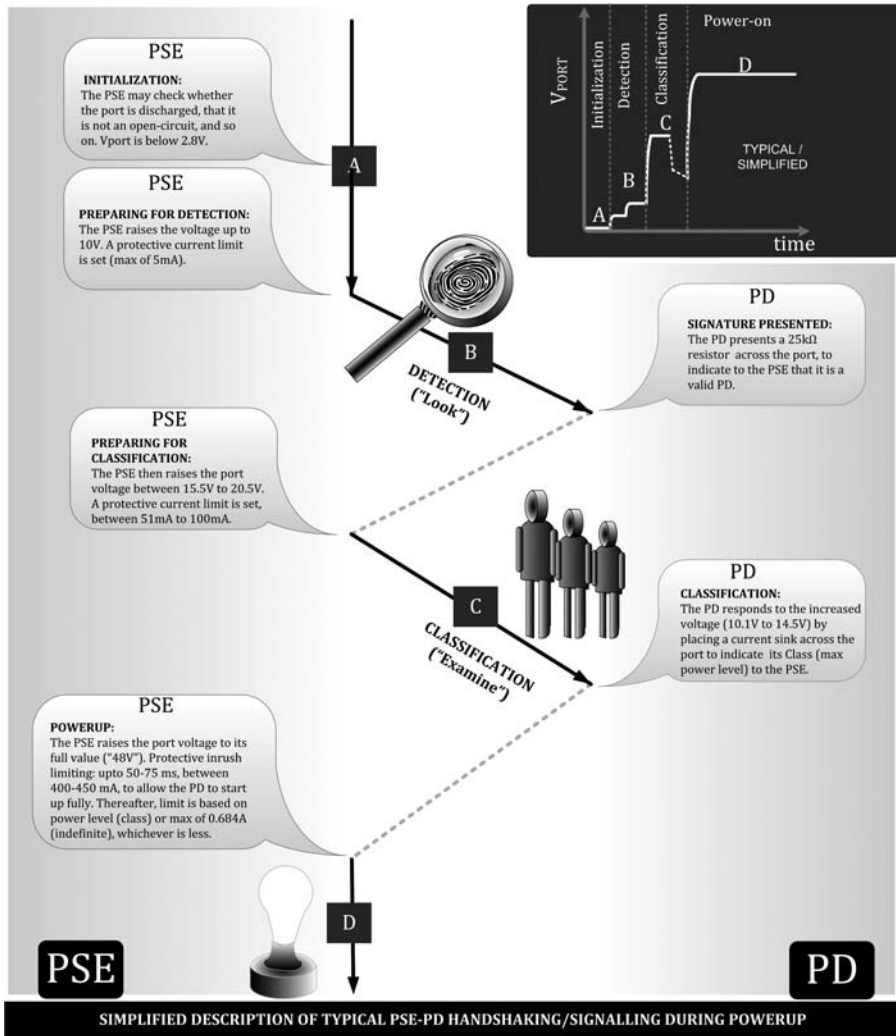 PSE
INITIALIZATION:
The PSE may check whether
the port is discharged, that it
is not an open-circuit, and so
on. Vport is below 2.8V.
A
PSE
PREPARING FOR DETECTION:
The PSE raises the voltage up to
10V. A protective current limit
is set (max of 5mA).
Power-on
VPORT
Initialization
Detection
Classification
A
B
C
D
TYPICAL /
SIMPLIFIED
time
B
DETECTION
("Look")
PD
SIGNATURE PRESENTED:
The PD presents a 25kΩ
resistor across the port, to
indicate to the PSE that it is a
valid PD.
PSE
PREPARING FOR
CLASSIFICATION:
The PSE then raises the port
voltage between 15.5V to 20.5V.
A protective current limit is set,
between 51mA to 100mA.
C
CLASSIFICATION
("Examine")
PD
CLASSIFICATION:
The PD responds to the increased
voltage (10.1V to 14.5V) by
placing a current sink across the
port to indicate its Class (max
power level) to the PSE.
PSE
POWERUP:
The PSE raises the port voltage to its
full value ("48V"). Protective inrush
limiting: upto 50-75 ms, between
400-450 mA, to allow the PD to start
up fully. Thereafter, limit is based on
power level (class) or max of 0.684A
(indefinite), whichever is less.
D
PSE
PD
SIMPLIFIED DESCRIPTION OF TYPICAL PSE-PD HANDSHAKING/SIGNALLING DURING POWERUP